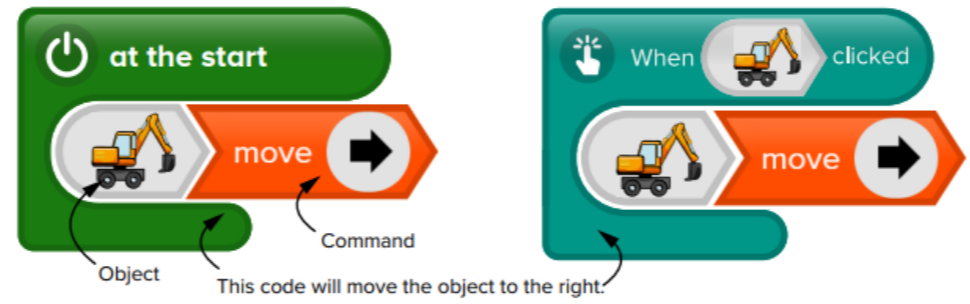 at the start
move
When clicked
move
Command
Object
This code will move the object to the right.